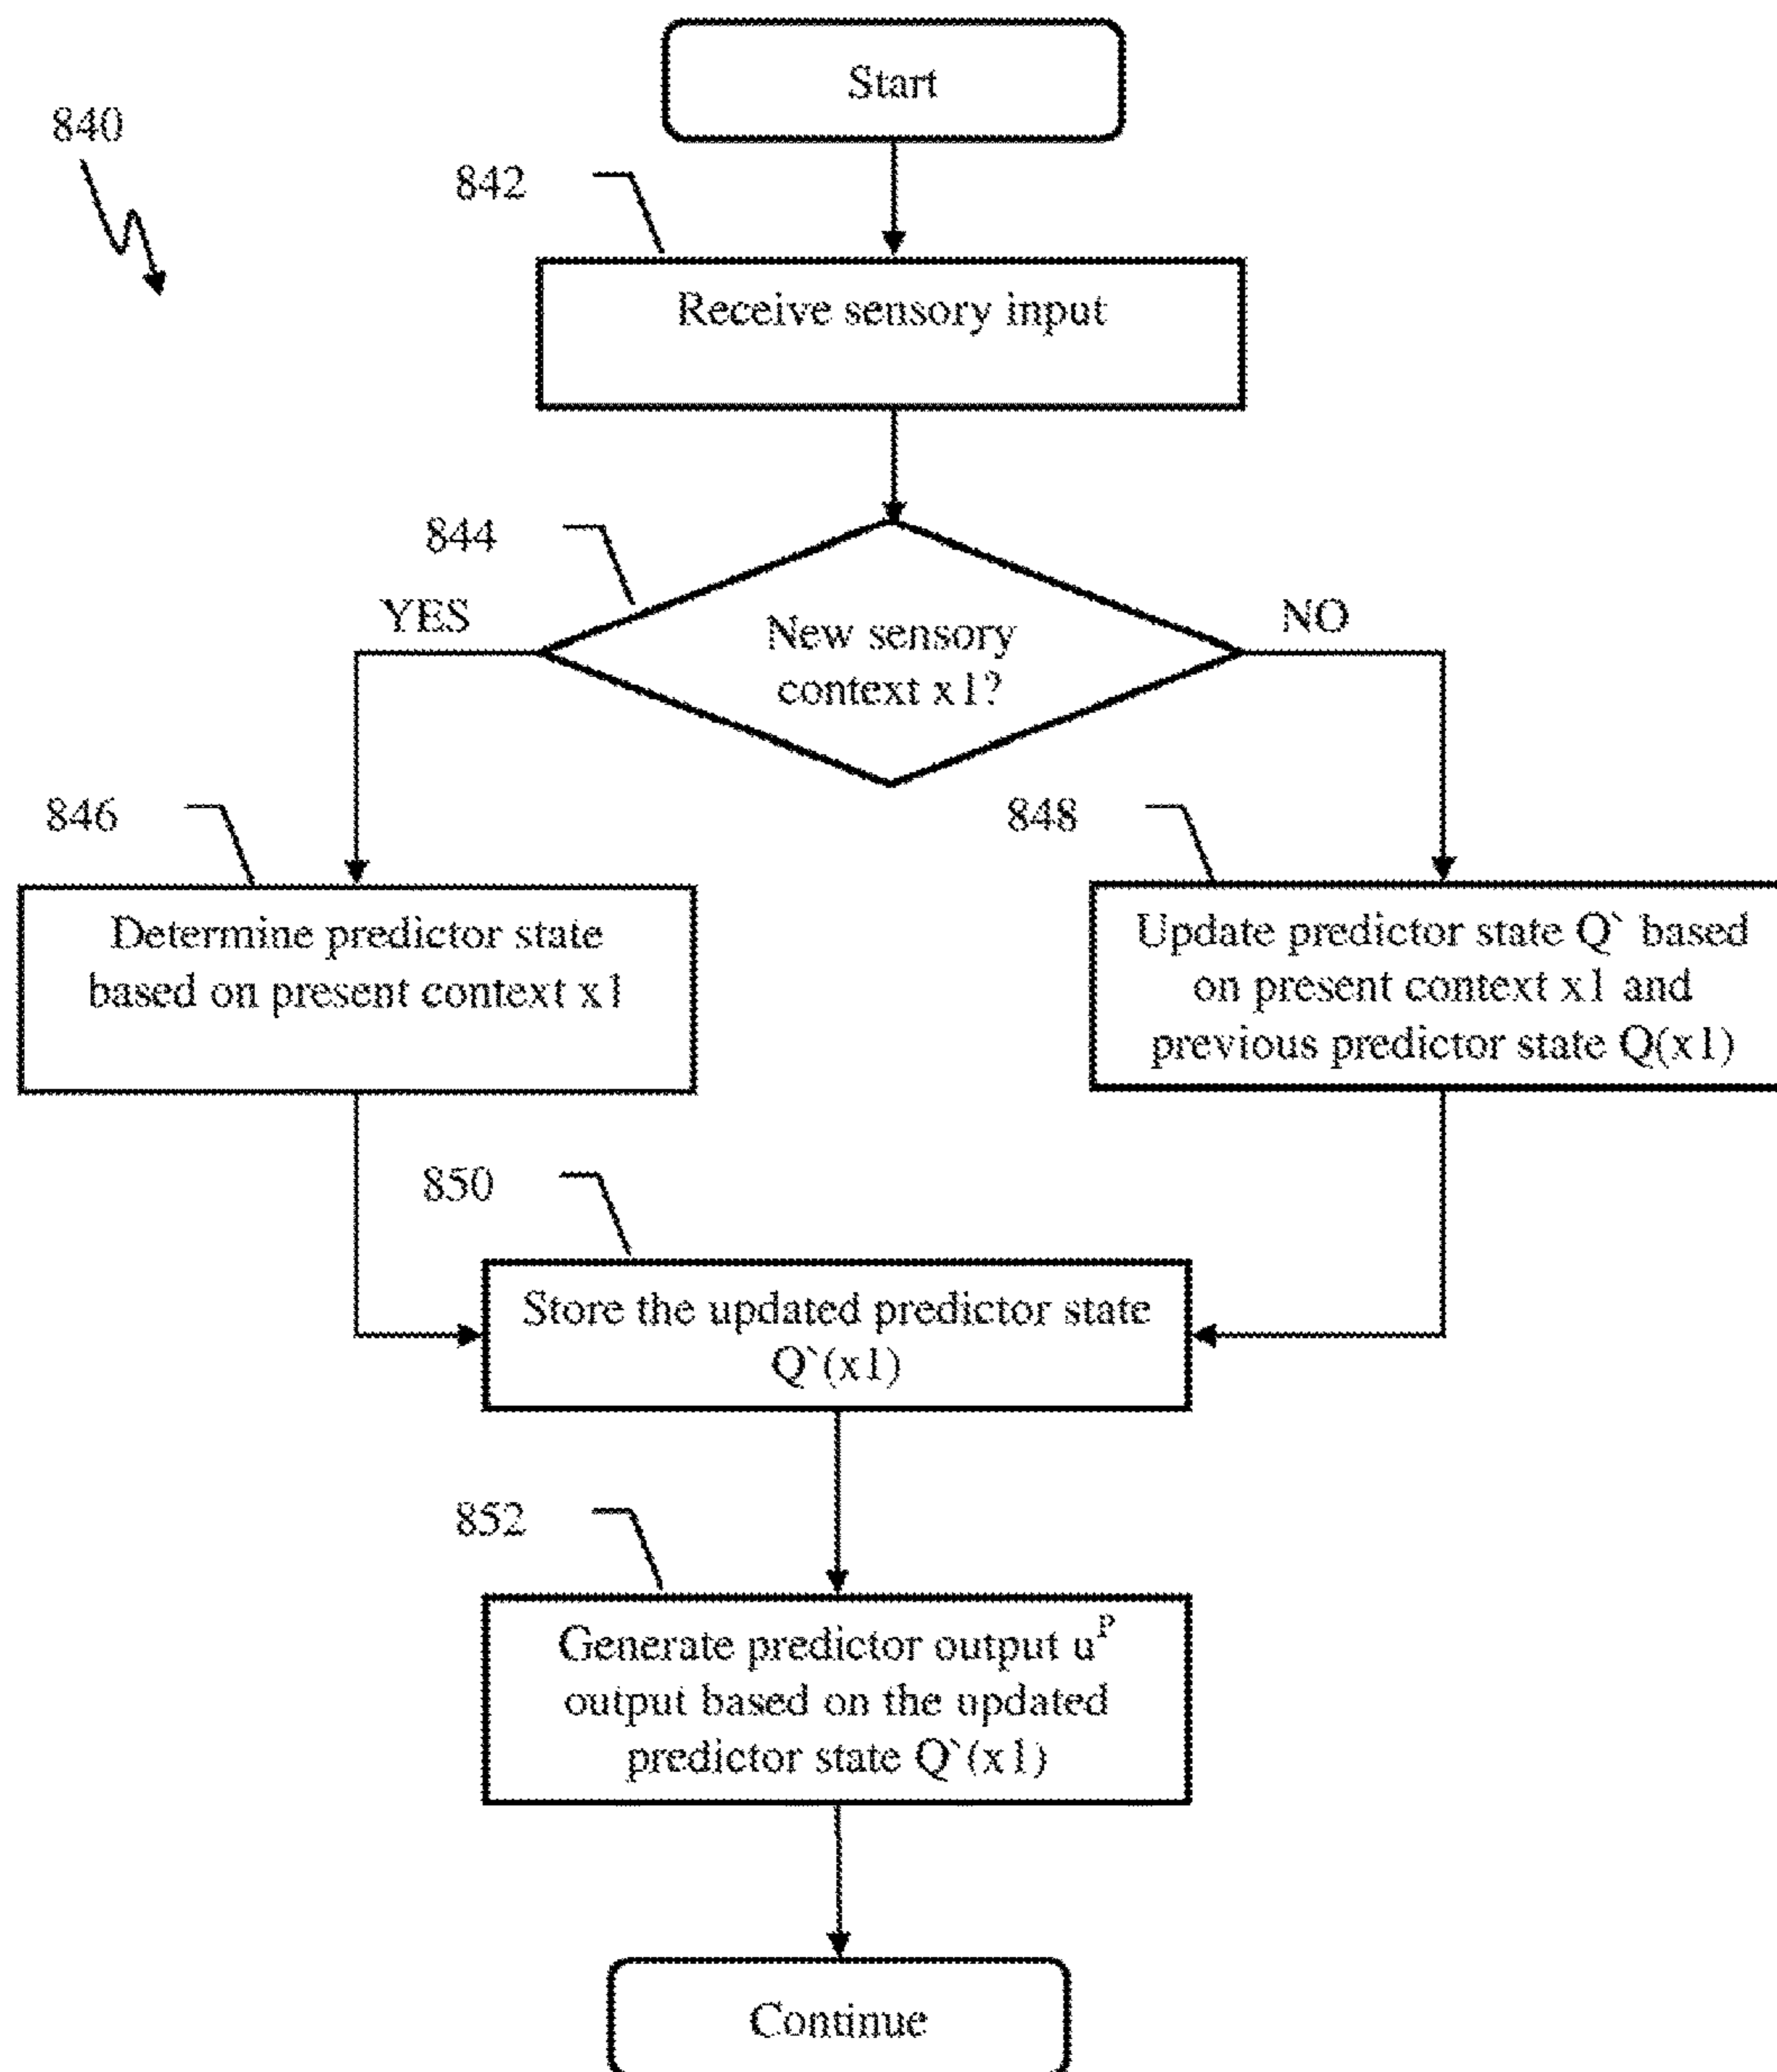 Start
840
842
Receive sensory input
844
YES
NO
New sensory
context x1?
846
848
Determine predictor state
based on present context x1
Update predictor state Q` based
on present context x1 and
previous predictor state Q(x1)
850
Store the updated predictor state
Q`(x1)
852
Generate predictor output u^P
output based on the updated
predictor state Q`(x1)
Continue